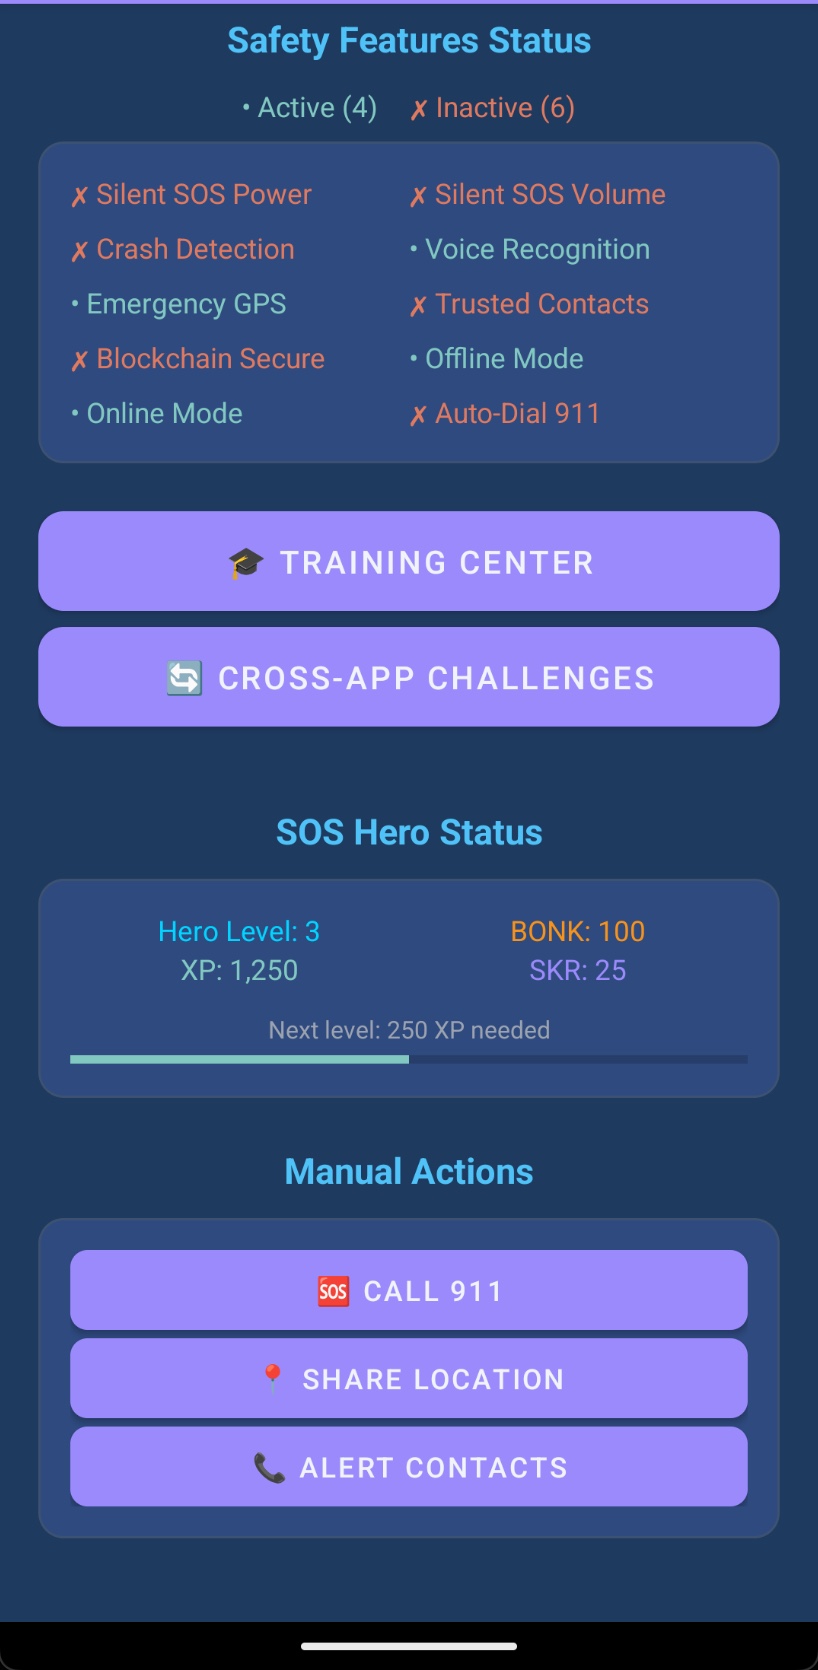 Safety Features Status
• Active (4) ✗ Inactive (6)
✗ Silent SOS Power ✗ Silent SOS Volume
✗ Crash Detection • Voice Recognition
• Emergency GPS ✗ Trusted Contacts
✗ Blockchain Secure • Offline Mode
• Online Mode ✗ Auto-Dial 911
🎓 TRAINING CENTER
🔄 CROSS-APP CHALLENGES
SOS Hero Status
Hero Level: 3 BONK: 100
XP: 1,250 SKR: 25
Next level: 250 XP needed
Manual Actions
🆘 CALL 911
📍 SHARE LOCATION
📞 ALERT CONTACTS